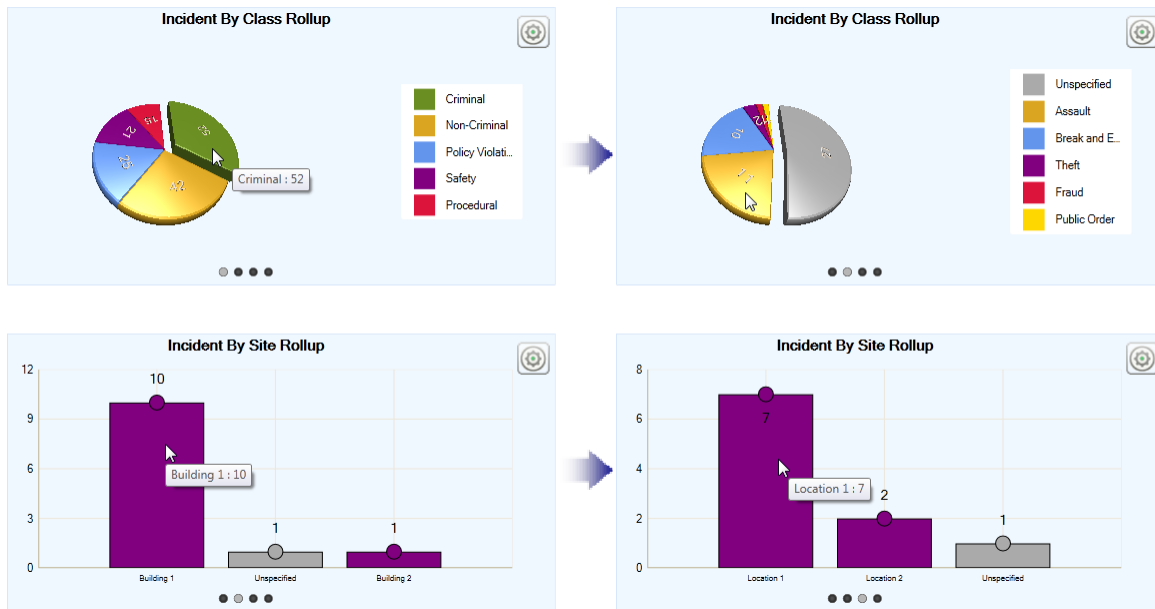 Incident By Class Rollup
Criminal
Non-Criminal
Policy Violati...
Safety
Procedural
52
21
Criminal : 52
Incident By Class Rollup
Unspecified
Assault
Break and E...
Theft
Fraud
Public Order
10
Incident By Site Rollup
12
9
6
3
0
10
1
1
Building 1 : 10
Building 1
Unspecified
Building 2
Incident By Site Rollup
8
6
4
2
0
7
2
1
Location 1 : 7
Location 1
Location 2
Unspecified